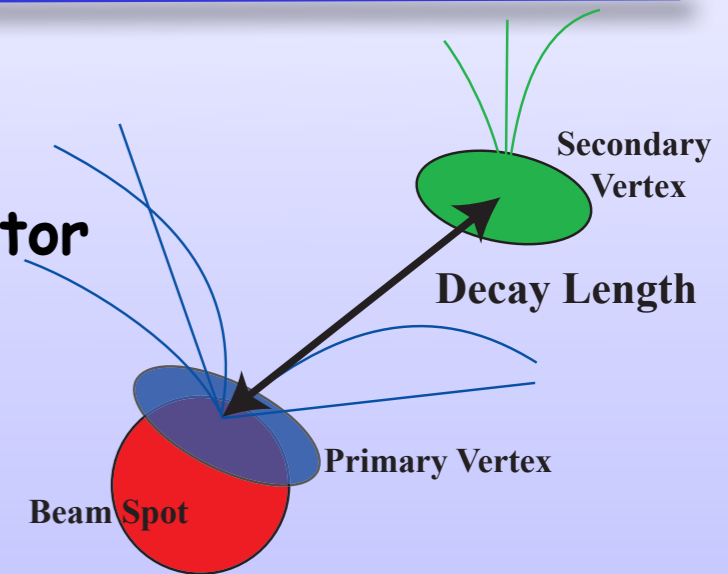 Secondary
Vertex
tor
Decay Length
Primary Vertex
Beam Spot